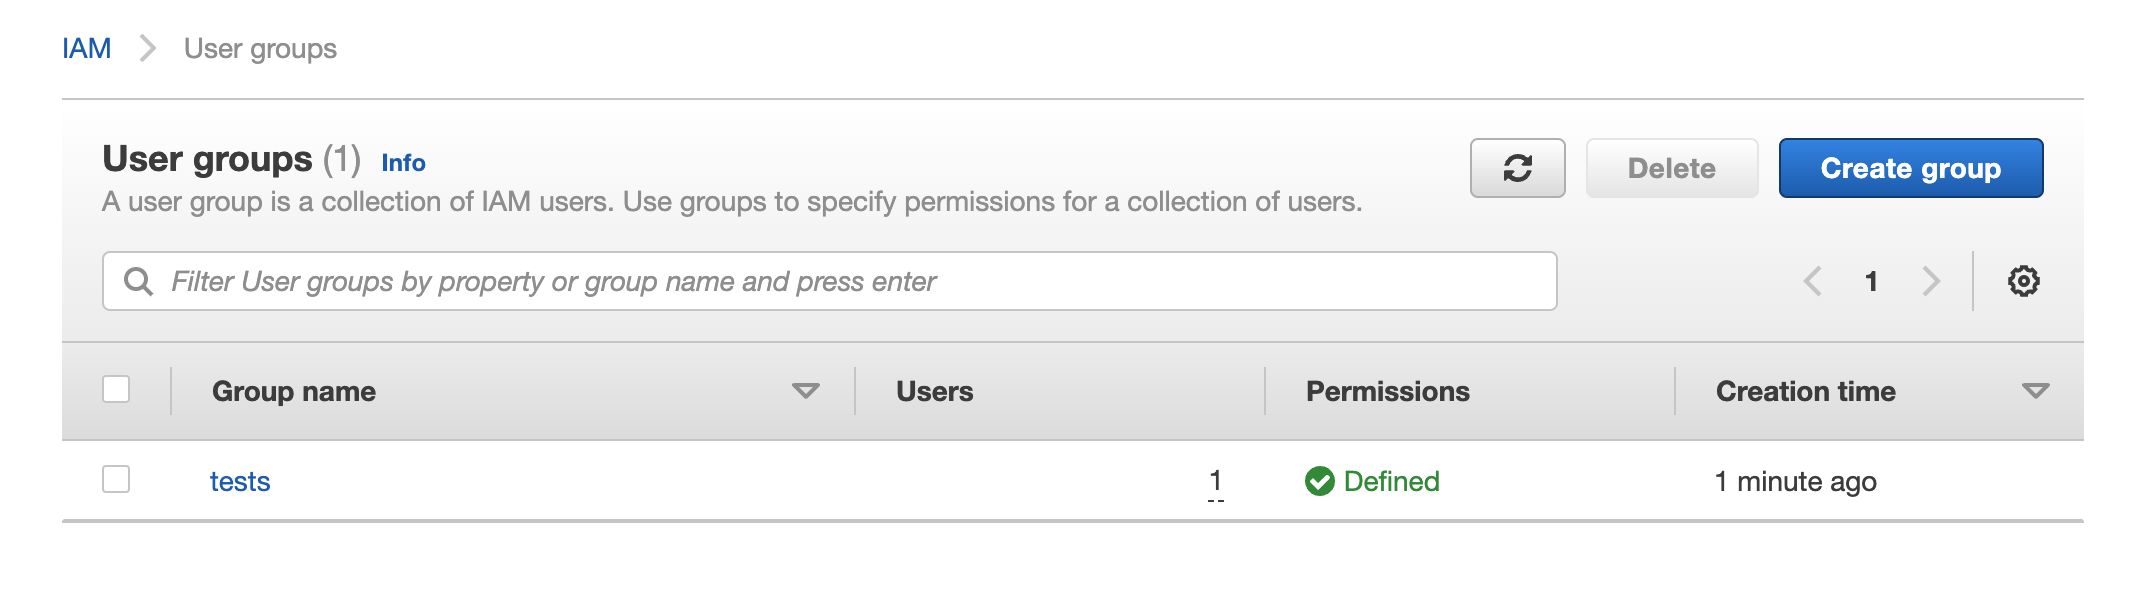 IAM User groups
User groups (1) Info
A user group is a collection of IAM users. Use groups to specify permissions for a collection of users.
Delete
Create group
Filter User groups by property or group name and press enter
1
Group name Users Permissions Creation time
tests 1 Defined 1 minute ago